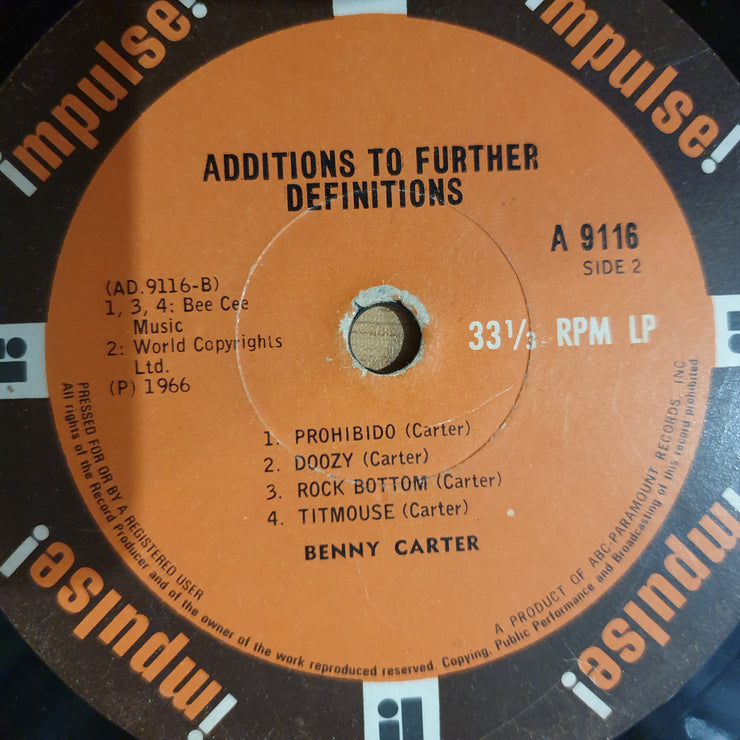 impulse!
impulse!
ADDITIONS TO FURTHER
DEFINITIONS
A 9116
SIDE 2
(AD.9116-B)
1, 3, 4: Bee Cee
Music
2: World Copyrights
Ltd.
(P) 1966
33 1/3 RPM LP
1. PROHIBIDO (Carter)
2. DOOZY (Carter)
3. ROCK BOTTOM (Carter)
4. TITMOUSE (Carter)
BENNY CARTER
PRESSED FOR OR BY A REGISTERED USER
All rights of the Record Producer and of the owner of the work reproduced reserved. Copying, Public Performance and Broadcasting of this record prohibited.
A PRODUCT OF ABC-PARAMOUNT RECORDS, INC
impulse!
impulse!